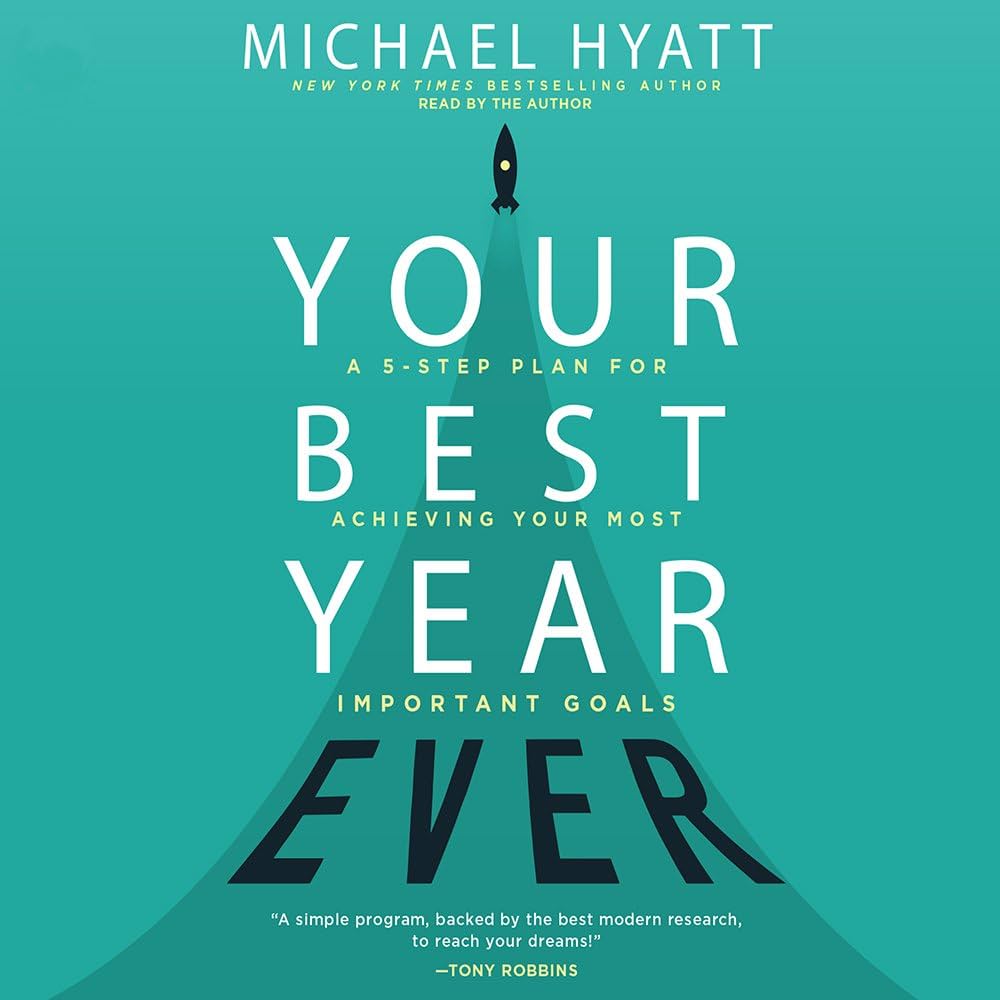 MICHAEL HYATT
NEW YORK TIMES BESTSELLING AUTHOR
READ BY THE AUTHOR
YOUR
A 5-STEP PLAN FOR
BEST
ACHIEVING YOUR MOST
YEAR
IMPORTANT GOALS
EVER
“A simple program, backed by the best modern research,
to reach your dreams!”
—TONY ROBBINS